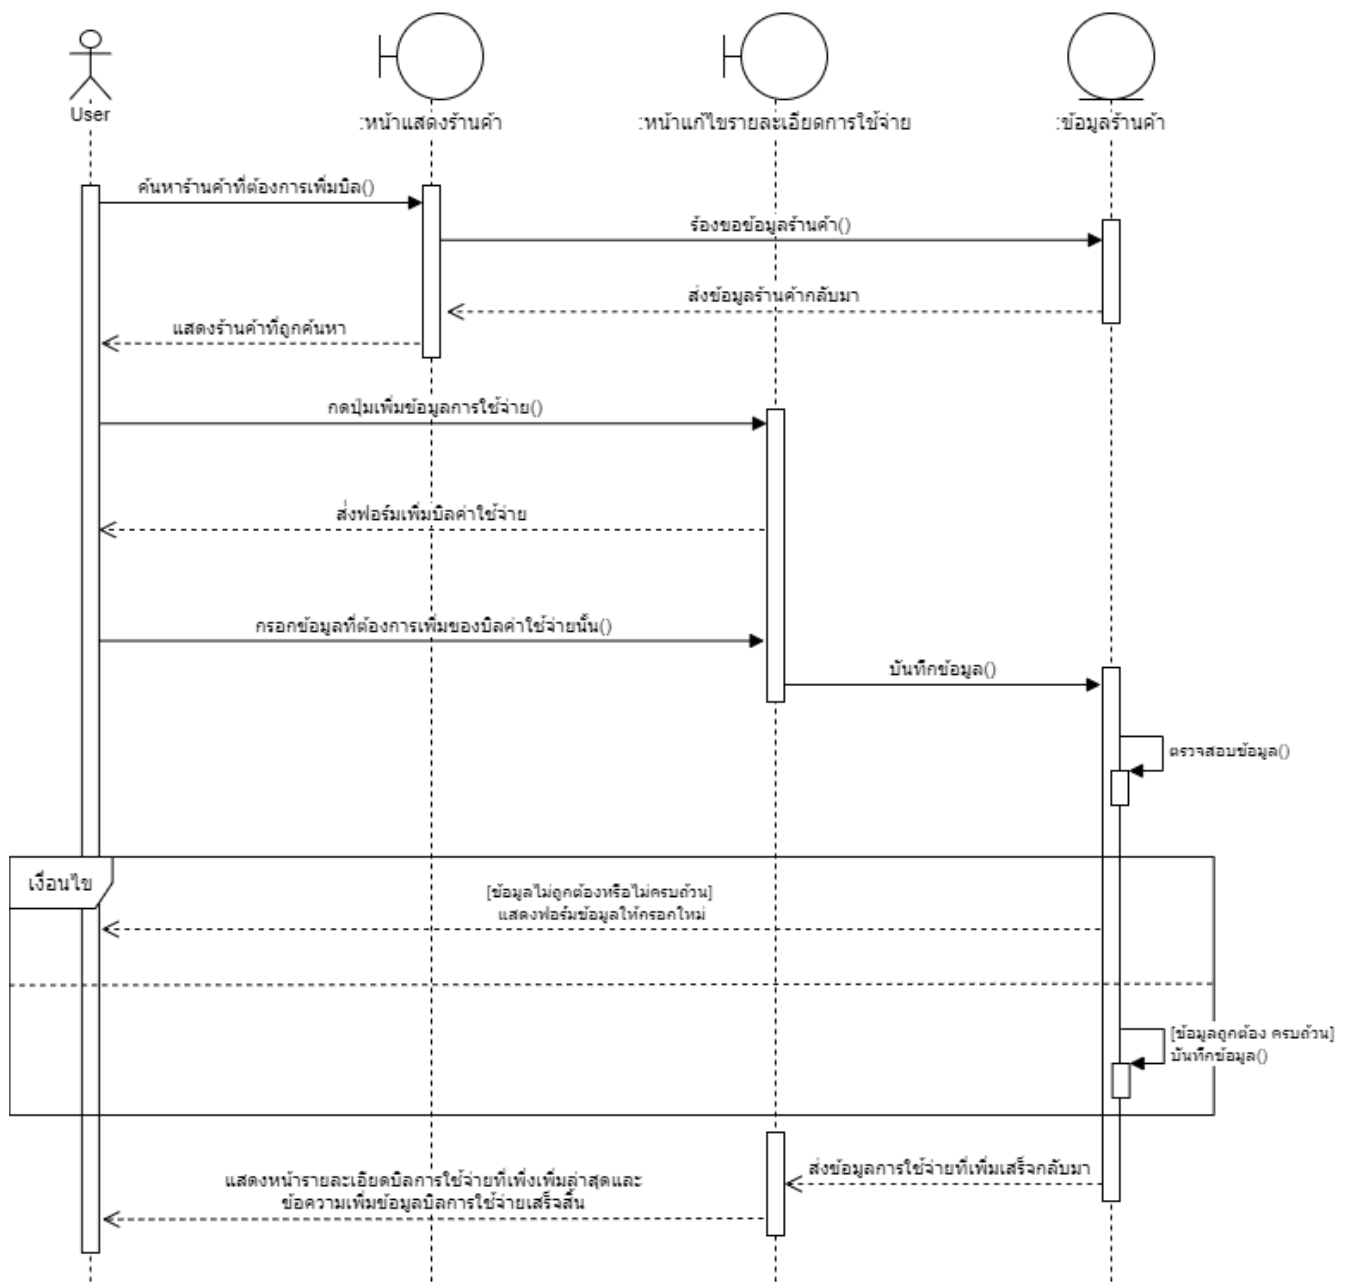 User
:หน้าแสดงร้านค้า
:หน้าแก้ไขรายละเอียดการใช้จ่าย
:ข้อมูลร้านค้า
ค้นหาร้านค้าที่ต้องการเพิ่มบิล()
ร้องขอข้อมูลร้านค้า()
ส่งข้อมูลร้านค้ากลับมา
แสดงร้านค้าที่ถูกค้นหา
กดปุ่มเพิ่มข้อมูลการใช้จ่าย()
ส่งฟอร์มเพิ่มบิลค่าใช้จ่าย
กรอกข้อมูลที่ต้องการเพิ่มของบิลค่าใช้จ่ายนั้น()
บันทึกข้อมูล()
ตรวจสอบข้อมูล()
เงื่อนไข
[ข้อมูลไม่ถูกต้องหรือไม่ครบถ้วน]
แสดงฟอร์มข้อมูลให้กรอกใหม่
[ข้อมูลถูกต้อง ครบถ้วน]
บันทึกข้อมูล()
ส่งข้อมูลการใช้จ่ายที่เพิ่มเสร็จกลับมา
แสดงหน้ารายละเอียดบิลการใช้จ่ายที่เพิ่งเพิ่มล่าสุดและ
ข้อความเพิ่มข้อมูลบิลการใช้จ่ายเสร็จสิ้น